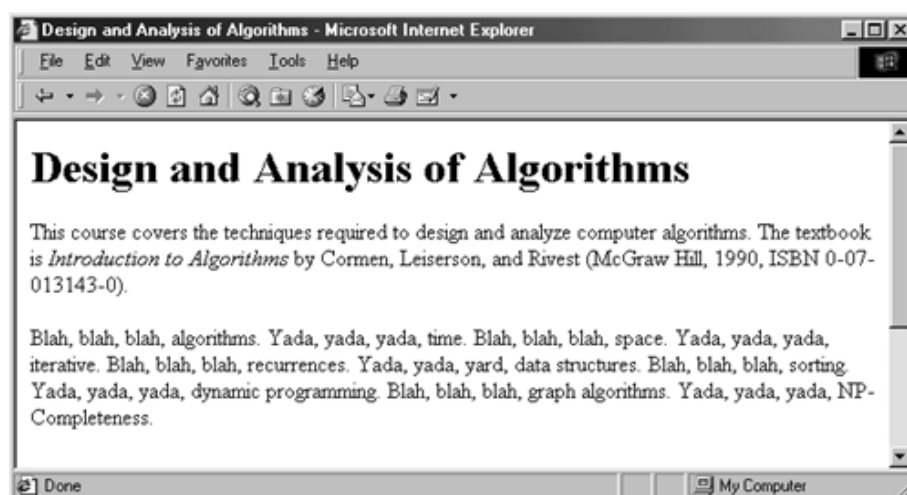 Design and Analysis of Algorithms - Microsoft Internet Explorer
File Edit View Favorites Tools Help
Design and Analysis of Algorithms
This course covers the techniques required to design and analyze computer algorithms. The textbook
is Introduction to Algorithms by Cormen, Leiserson, and Rivest (McGraw Hill, 1990, ISBN 0-07-
013143-0).
Blah, blah, blah, algorithms. Yada, yada, yada, time. Blah, blah, blah, space. Yada, yada, yada,
iterative. Blah, blah, blah, recurrences. Yada, yada, yard, data structures. Blah, blah, blah, sorting.
Yada, yada, yada, dynamic programming. Blah, blah, blah, graph algorithms. Yada, yada, yada, NP-
Completeness.
Done My Computer